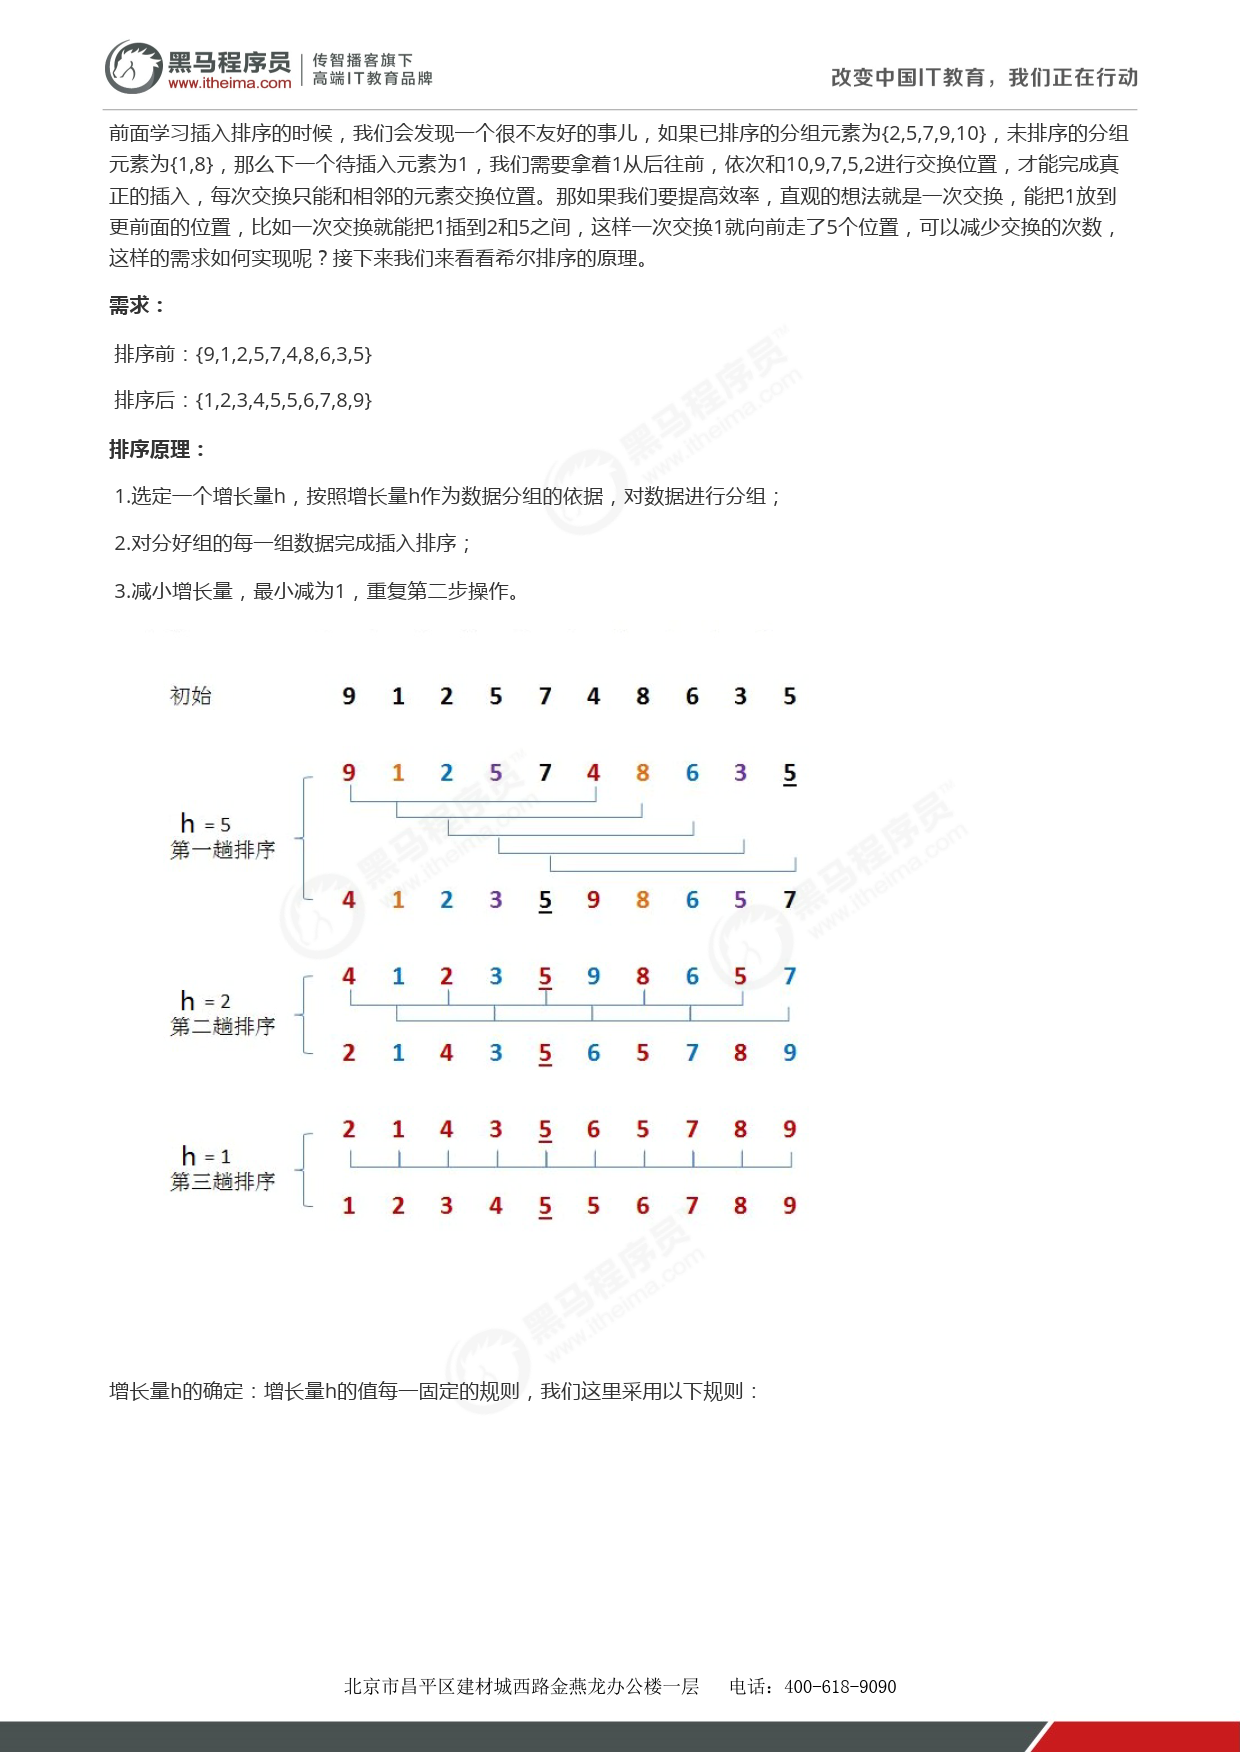 黑马程序员 传智播客旗下
www.itheima.com 高端IT教育品牌
改变中国IT教育，我们正在行动
前面学习插入排序的时候，我们会发现一个很不友好的事儿，如果已排序的分组元素为{2,5,7,9,10}，未排序的分组
元素为{1,8}，那么下一个待插入元素为1，我们需要拿着1从后往前，依次和10,9,7,5,2进行交换位置，才能完成真
正的插入，每次交换只能和相邻的元素交换位置。那如果我们要提高效率，直观的想法就是一次交换，能把1放到
更前面的位置，比如一次交换就能把1插到2和5之间，这样一次交换1就向前走了5个位置，可以减少交换的次数，
这样的需求如何实现呢？接下来我们来看看希尔排序的原理。
需求：
排序前：{9,1,2,5,7,4,8,6,3,5}
排序后：{1,2,3,4,5,5,6,7,8,9}
排序原理：
1.选定一个增长量h，按照增长量h作为数据分组的依据，对数据进行分组；
2.对分好组的每一组数据完成插入排序；
3.减小增长量，最小减为1，重复第二步操作。
初始 9 1 2 5 7 4 8 6 3 5
9 1 2 5 7 4 8 6 3 5
h = 5
第一趟排序
4 1 2 3 5 9 8 6 5 7
4 1 2 3 5 9 8 6 5 7
h = 2
第二趟排序
2 1 4 3 5 6 5 7 8 9
2 1 4 3 5 6 5 7 8 9
h = 1
第三趟排序
1 2 3 4 5 5 6 7 8 9
增长量h的确定：增长量h的值每一固定的规则，我们这里采用以下规则：
北京市昌平区建材城西路金燕龙办公楼一层 电话：400-618-9090